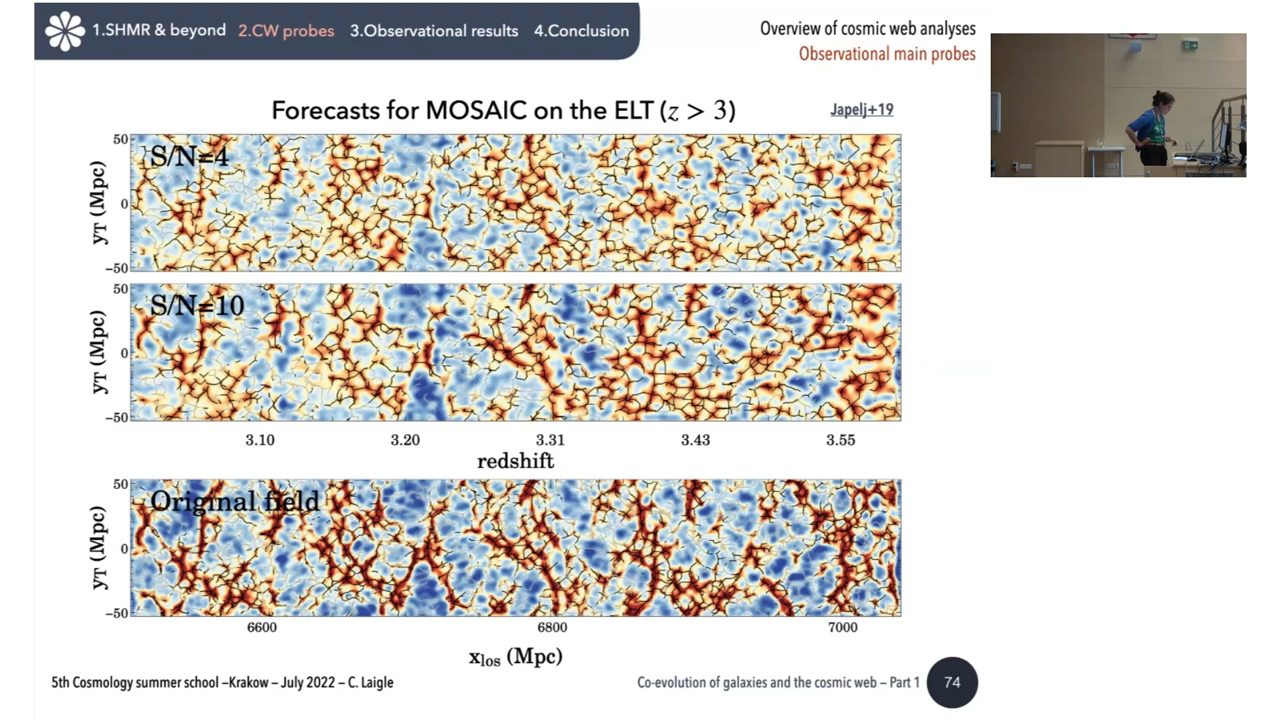 1.SHMR & beyond 2.CW probes 3.Observational results 4.Conclusion
Overview of cosmic web analyses
Observational main probes
Forecasts for MOSAIC on the ELT (z > 3)
Japelj+19
50
0
−50
yT (Mpc)
S/N=4
50
0
−50
yT (Mpc)
S/N=10
3.10 3.20 3.31 3.43 3.55
redshift
50
0
−50
yT (Mpc)
Original field
6600 6800 7000
xlos (Mpc)
5th Cosmology summer school –Krakow – July 2022 – C. Laigle
Co-evolution of galaxies and the cosmic web – Part 1 74